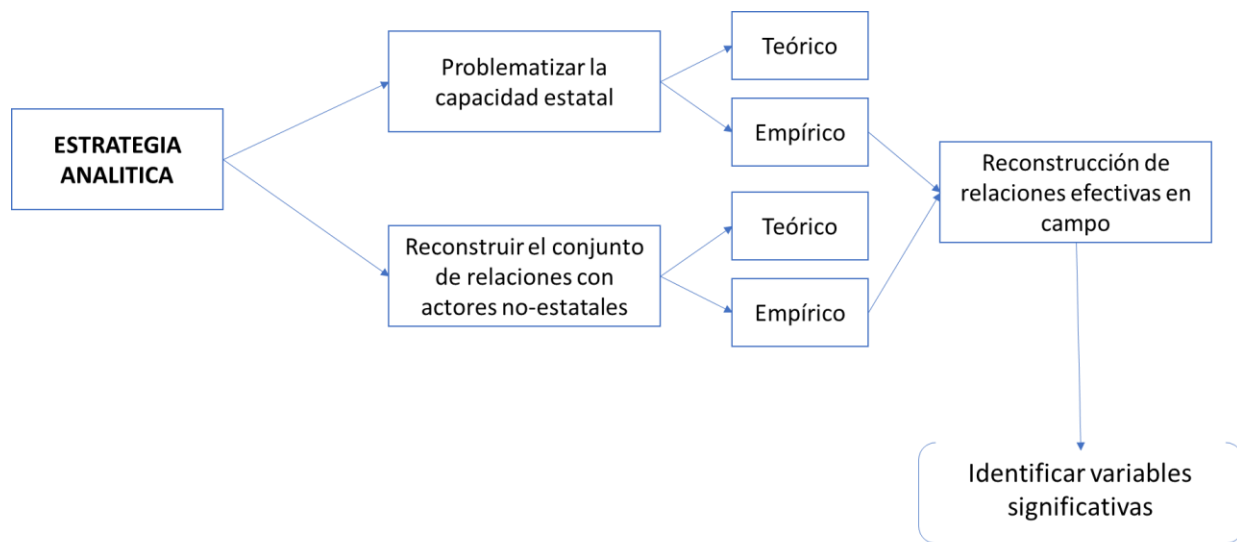 ESTRATEGIA
ANALITICA
Problematizar la
capacidad estatal
Teórico
Empírico
Reconstruir el conjunto
de relaciones con
actores no-estatales
Teórico
Empírico
Reconstrucción de
relaciones efectivas en
campo
Identificar variables
significativas